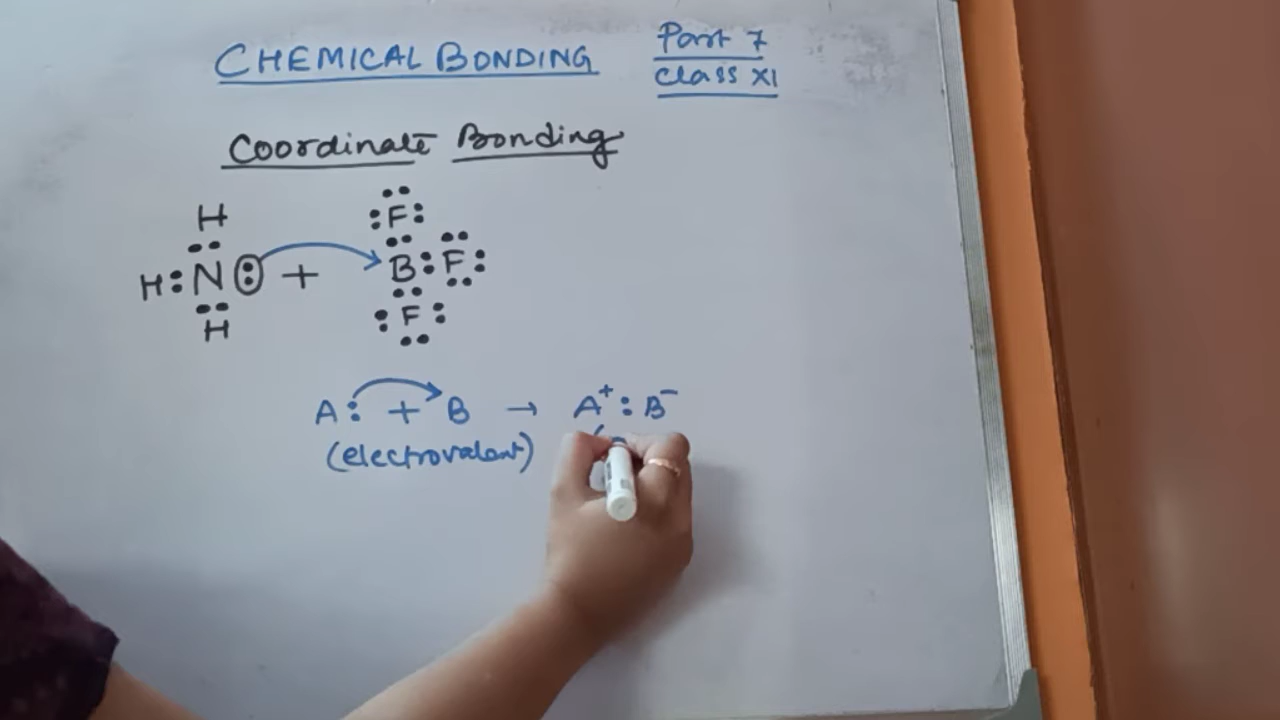 CHEMICAL BONDING
Part 7
Class XI
Coordinate Bonding
H
H : N : +
H
: F :
B : F :
: F :
A : + B → A⁺ : B⁻
(electrovalent) (